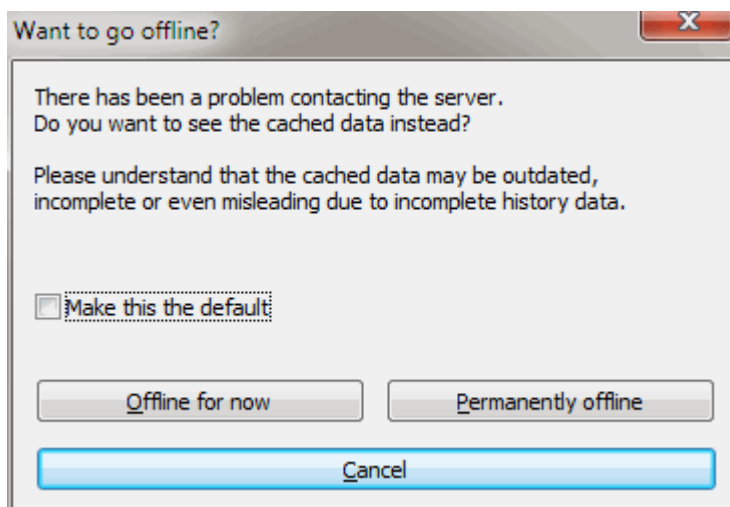 Want to go offline?
There has been a problem contacting the server.
Do you want to see the cached data instead?
Please understand that the cached data may be outdated,
incomplete or even misleading due to incomplete history data.
Make this the default
Offline for now
Permanently offline
Cancel